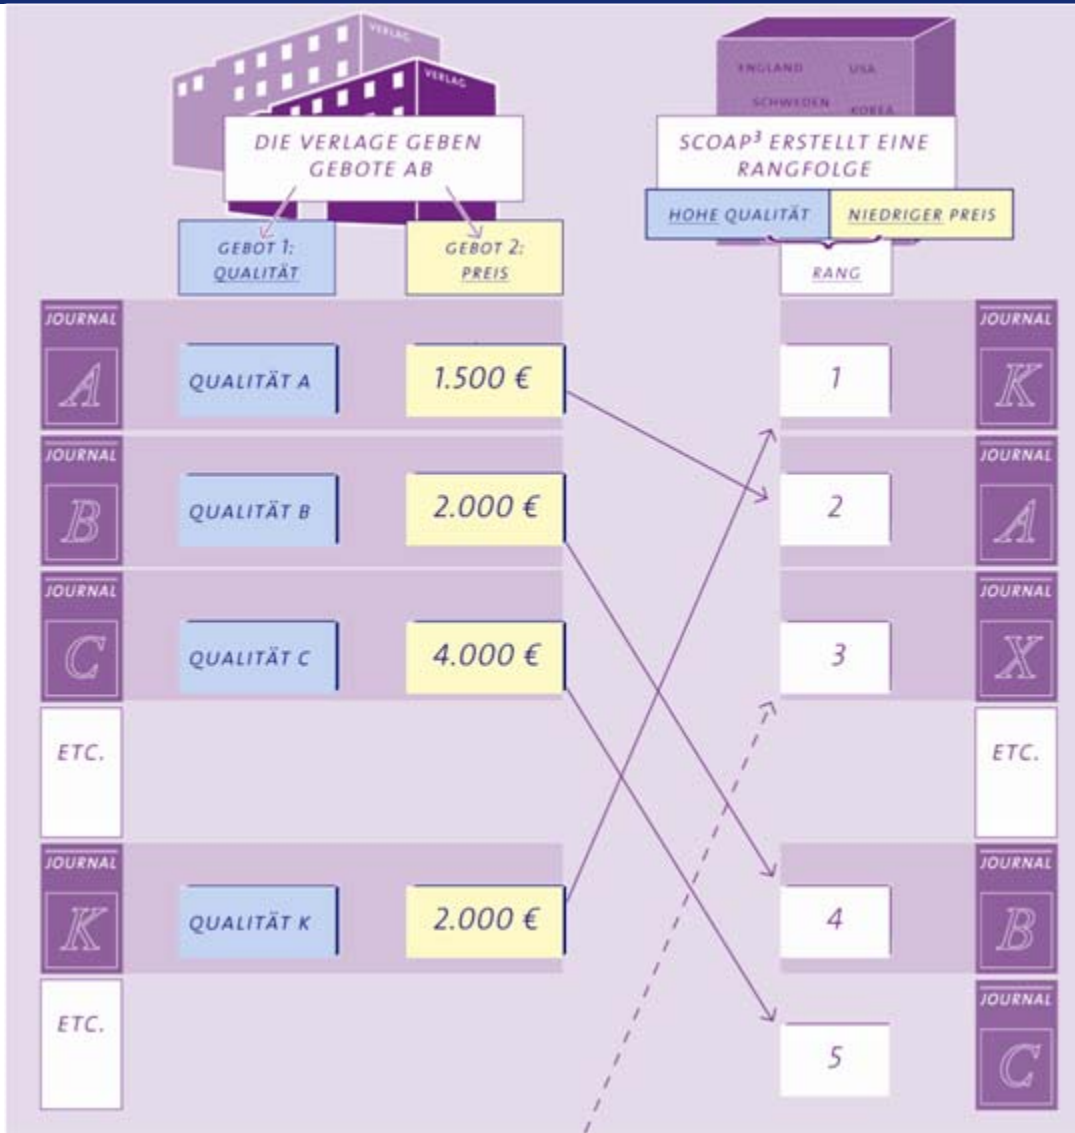 VERLAG
VERLAG
DIE VERLAGE GEBEN
GEBOTE AB
GEBOT 1:
QUALITÄT
GEBOT 2:
PREIS
ENGLAND USA
SCHWEDEN KOREA
SCOAP³ ERSTELLT EINE
RANGFOLGE
HOHE QUALITÄT NIEDRIGER PREIS
RANG
JOURNAL
A
QUALITÄT A
1.500 €
1
JOURNAL
K
JOURNAL
B
QUALITÄT B
2.000 €
2
JOURNAL
A
JOURNAL
C
QUALITÄT C
4.000 €
3
JOURNAL
X
ETC.
ETC.
JOURNAL
K
QUALITÄT K
2.000 €
4
JOURNAL
B
ETC.
5
JOURNAL
C